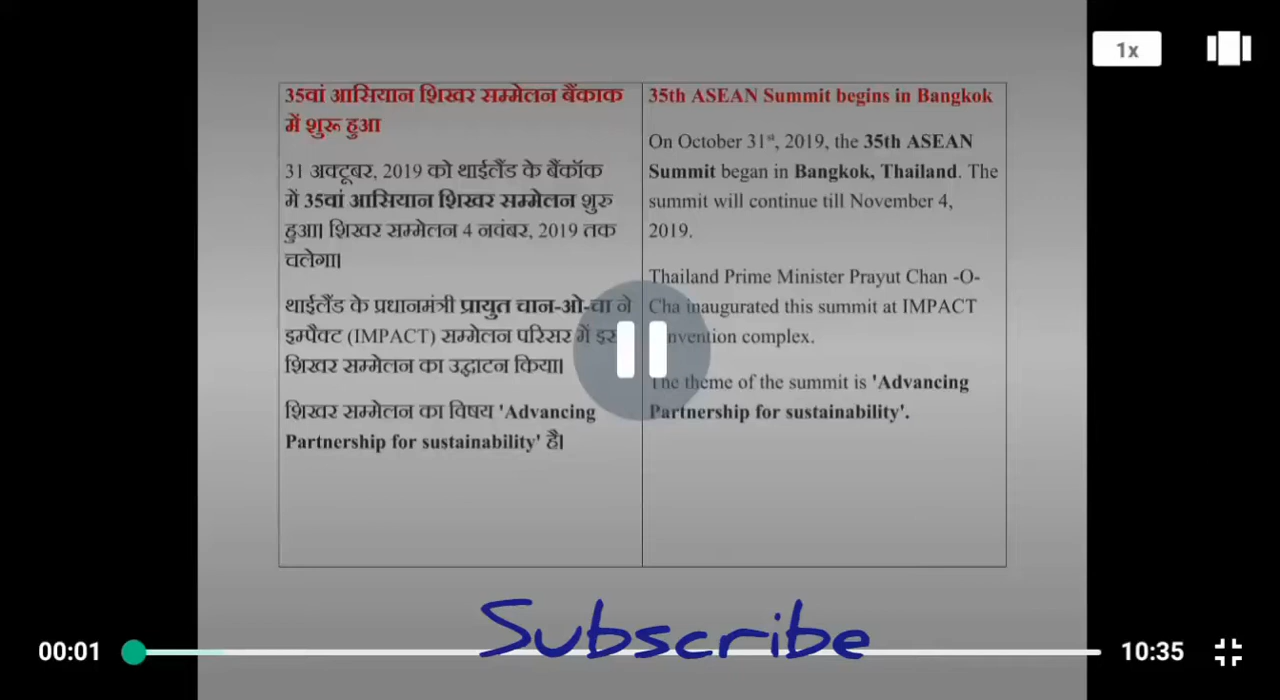 1x
35वां आसियान शिखर सम्मेलन बैंकाक
में शुरू हुआ
31 अक्टूबर, 2019 को थाईलैंड के बैंकॉक
में 35वां आसियान शिखर सम्मेलन शुरु
हुआ। शिखर सम्मेलन 4 नवंबर, 2019 तक
चलेगा।
थाईलैंड के प्रधानमंत्री प्रायुत चान-ओ-चा ने
इम्पैक्ट (IMPACT) सम्मेलन परिसर में
शिखर सम्मेलन का उद्घाटन किया।
शिखर सम्मेलन का विषय 'Advancing
Partnership for sustainability' है।
35th ASEAN Summit begins in Bangkok
On October 31st, 2019, the 35th ASEAN
Summit began in Bangkok, Thailand. The
summit will continue till November 4,
2019.
Thailand Prime Minister Prayut Chan -O-
Cha inaugurated this summit at IMPACT
complex.
The theme of the summit is 'Advancing
Partnership for sustainability'.
Subscribe
00:01
10:35